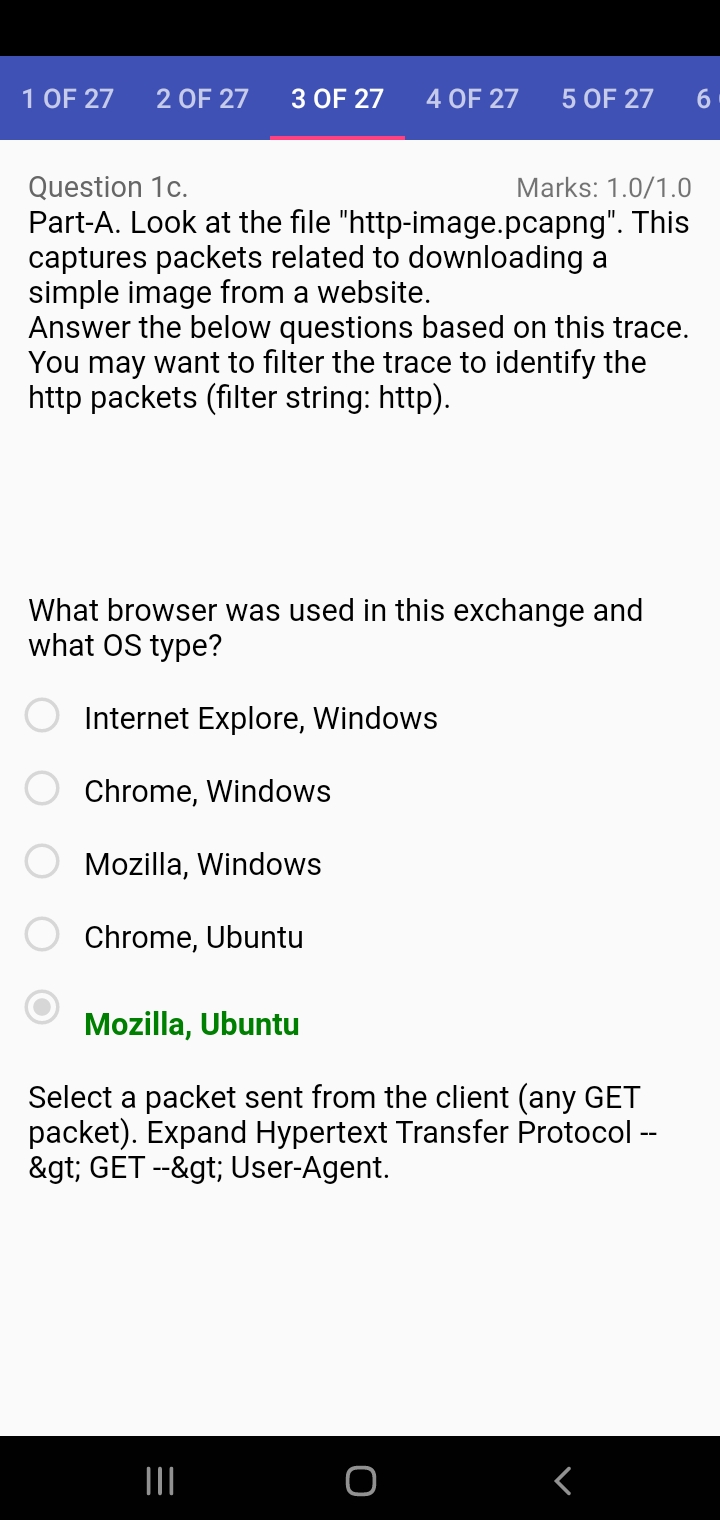 1 OF 27 2 OF 27 3 OF 27 4 OF 27 5 OF 27 6
Question 1c. Marks: 1.0/1.0
Part-A. Look at the file "http-image.pcapng". This
captures packets related to downloading a
simple image from a website.
Answer the below questions based on this trace.
You may want to filter the trace to identify the
http packets (filter string: http).
What browser was used in this exchange and
what OS type?
Internet Explore, Windows
Chrome, Windows
Mozilla, Windows
Chrome, Ubuntu
Mozilla, Ubuntu
Select a packet sent from the client (any GET
packet). Expand Hypertext Transfer Protocol --
&gt; GET --&gt; User-Agent.